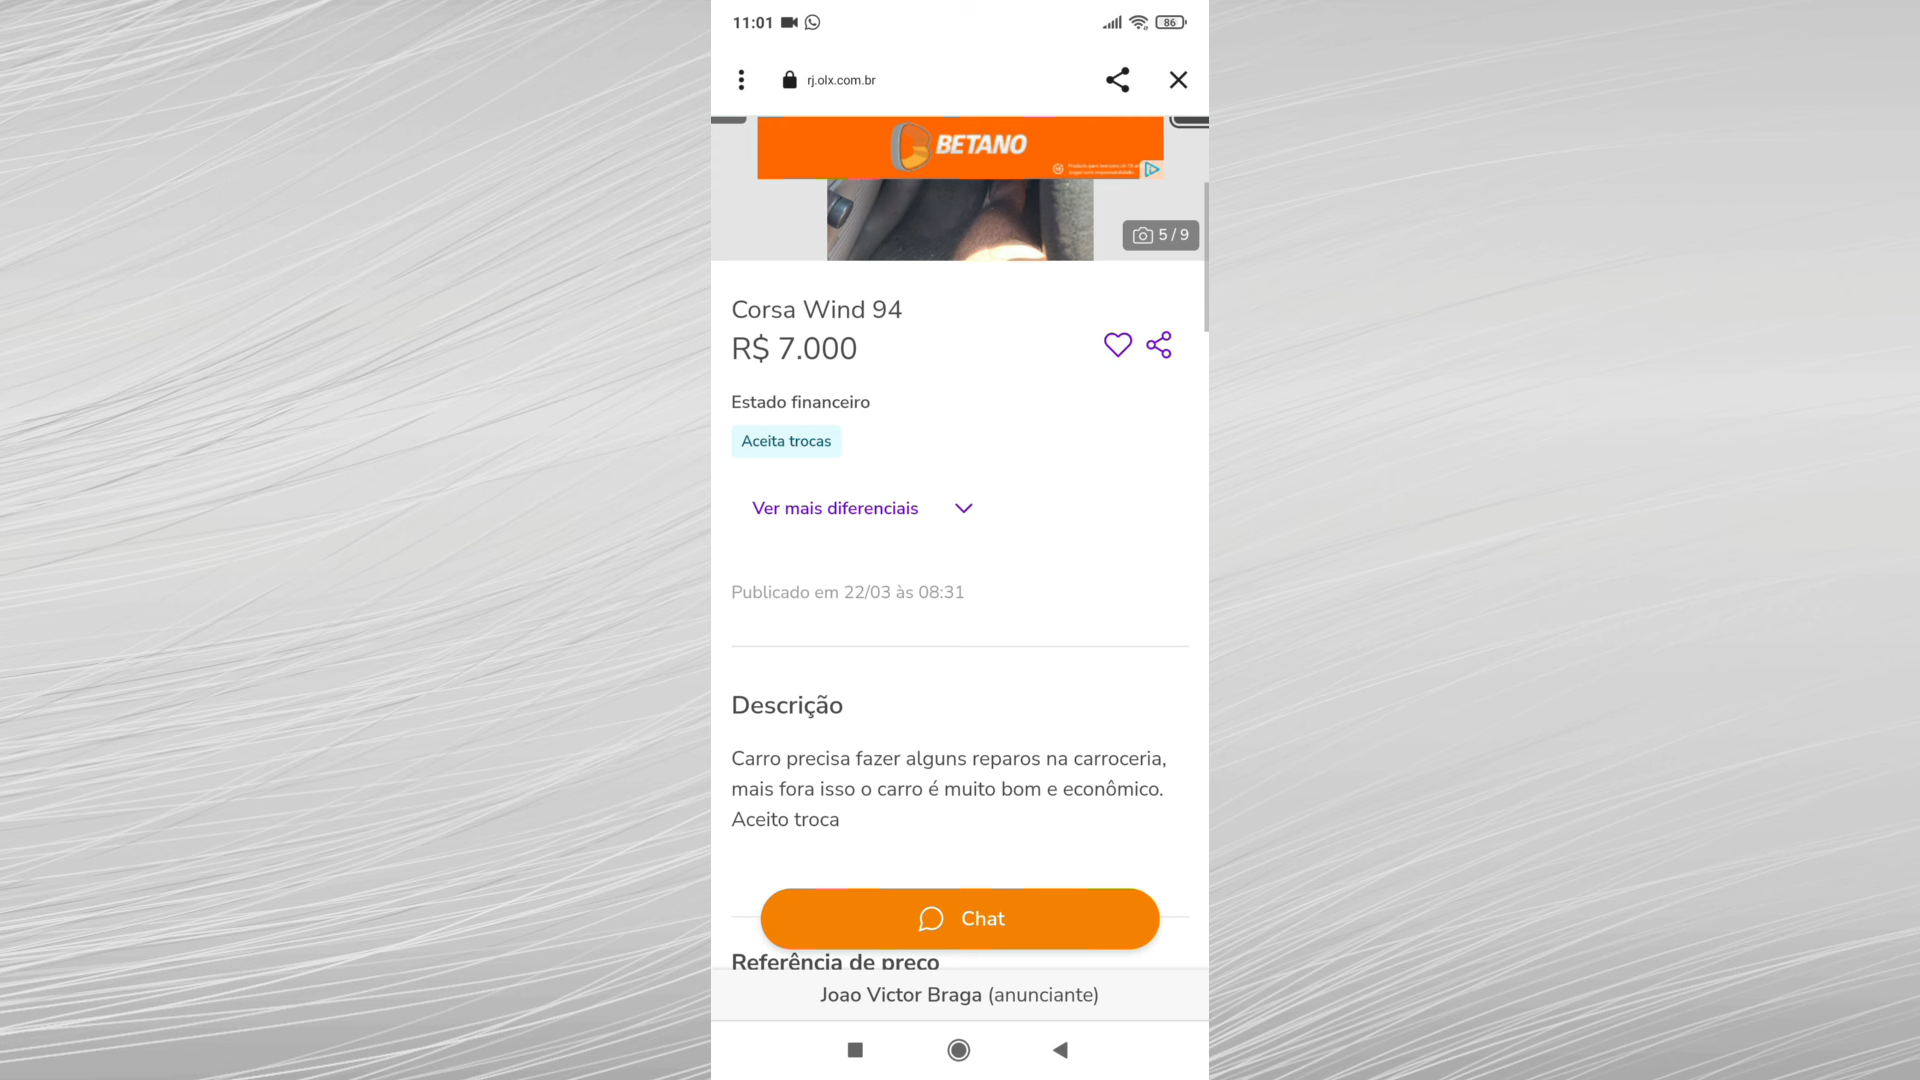 11:01
86
rj.olx.com.br
BETANO
5 / 9
Corsa Wind 94
R$ 7.000
Estado financeiro
Aceita trocas
Ver mais diferenciais
Publicado em 22/03 às 08:31
Descrição
Carro precisa fazer alguns reparos na carroceria,
mais fora isso o carro é muito bom e econômico.
Aceito troca
Chat
Referência de preço
Joao Victor Braga (anunciante)